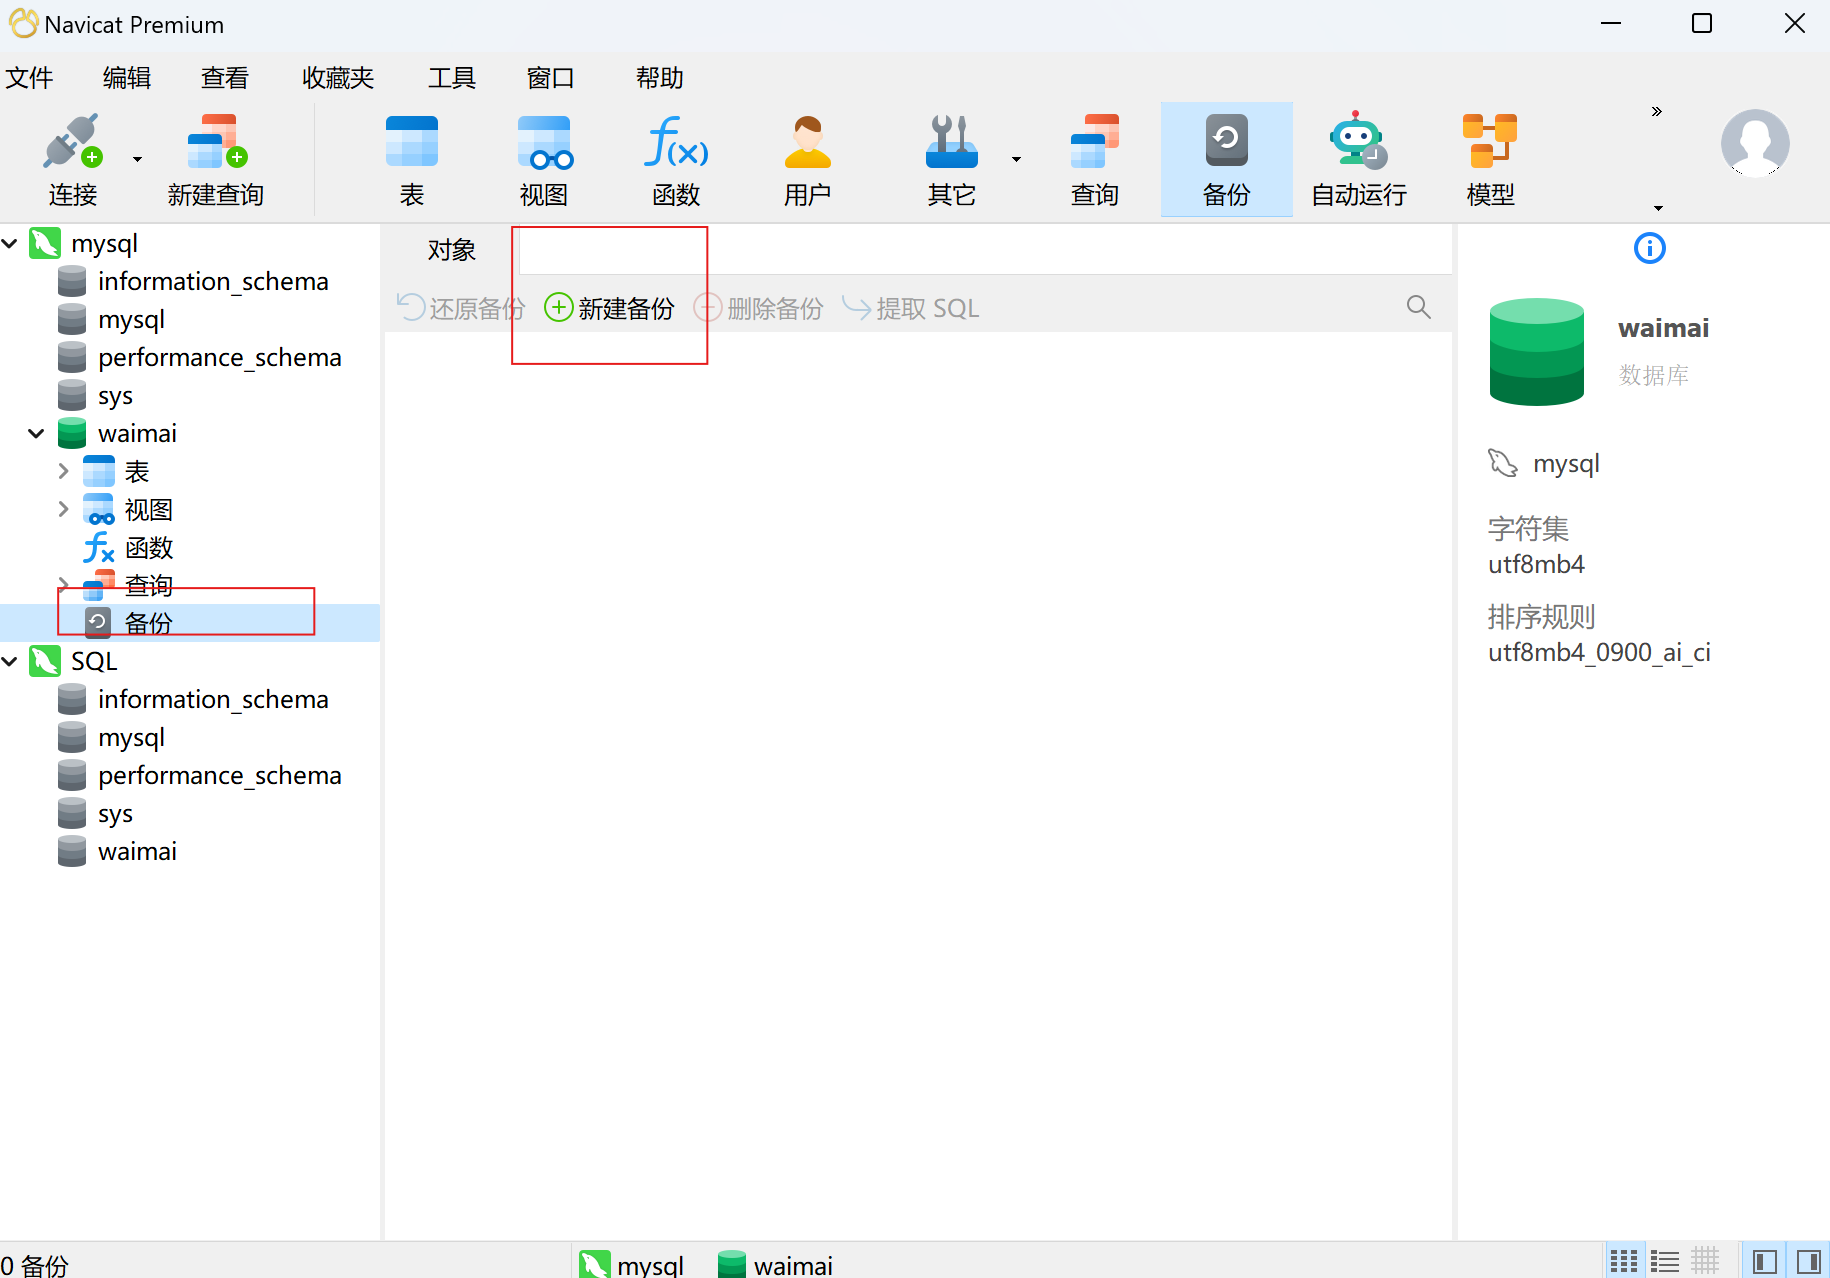 Navicat Premium
文件 编辑 查看 收藏夹 工具 窗口 帮助
连接 新建查询 表 视图 函数 用户 其它 查询 备份 自动运行 模型
mysql
information_schema
mysql
performance_schema
sys
waimai
表
视图
函数
查询
备份
SQL
information_schema
mysql
performance_schema
sys
waimai
对象
还原备份 新建备份 删除备份 提取 SQL
waimai
数据库
mysql
字符集
utf8mb4
排序规则
utf8mb4_0900_ai_ci
0 备份 mysql waimai